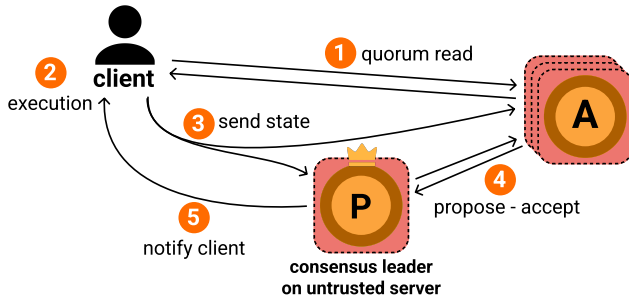 1 quorum read
2
client
execution
3 send state
A
4
propose - accept
P
5
notify client
consensus leader
on untrusted server